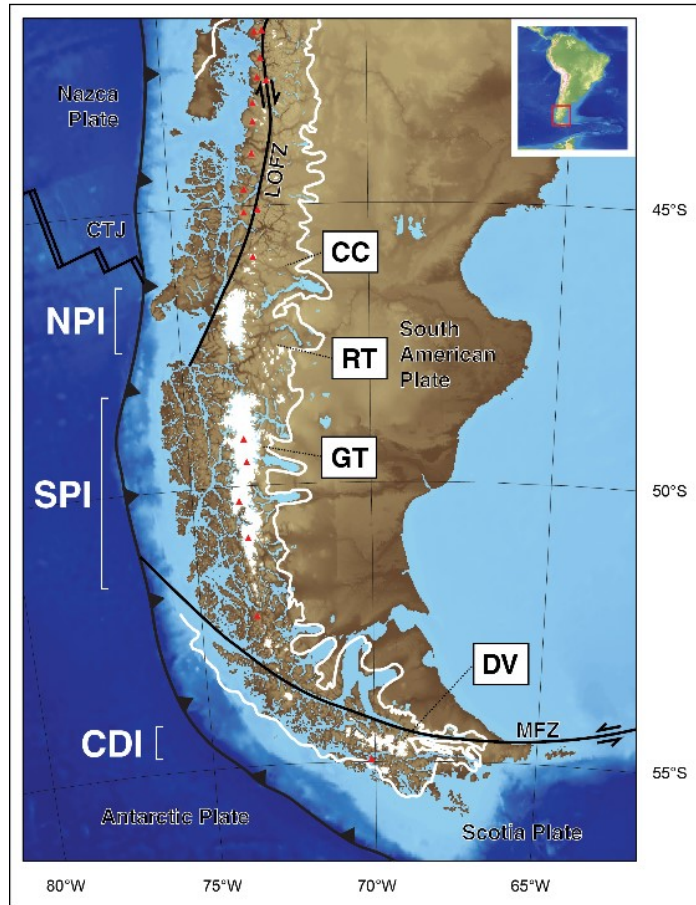 Nazca
Plate
LOFZ
45°S
CTJ
CC
NPI
South
American
Plate
RT
GT
SPI
50°S
DV
MFZ
CDI
55°S
Antarctic Plate
Scotia Plate
80°W
75°W
70°W
65°W